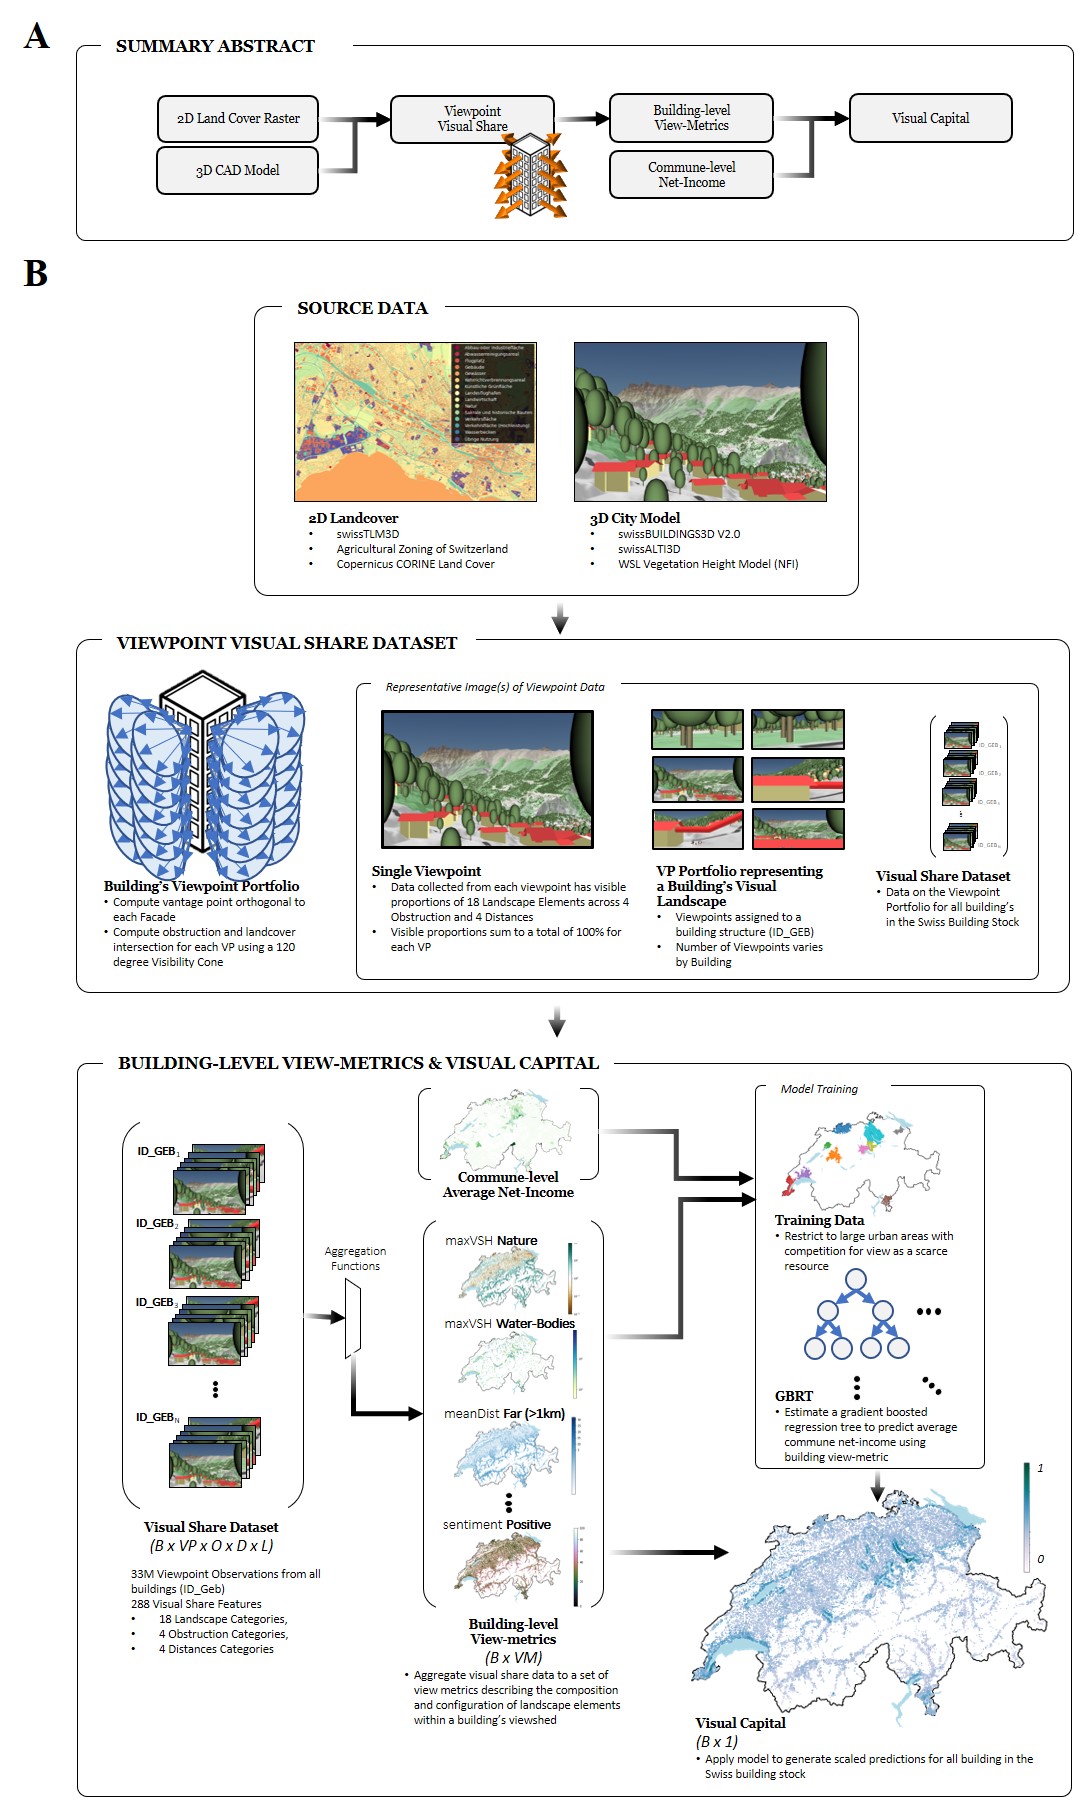 A
SUMMARY ABSTRACT
2D Land Cover Raster
3D CAD Model
Viewpoint
Visual Share
Building-level
View-Metrics
Commune-level
Net-Income
Visual Capital
B
SOURCE DATA
2D Landcover
• swissTLM3D
• Agricultural Zoning of Switzerland
• Copernicus CORINE Land Cover
3D City Model
• swissBUILDINGS3D V2.0
• swissALTI3D
• WSL Vegetation Height Model (NFI)
VIEWPOINT VISUAL SHARE DATASET
Building's Viewpoint Portfolio
• Compute vantage point orthogonal to
each Facade
• Compute obstruction and landcover
intersection for each VP using a 120
degree Visibility Cone
Representative Image(s) of Viewpoint Data
Single Viewpoint
• Data collected from each viewpoint has visible
proportions of 18 Landscape Elements across 4
Obstruction and 4 Distances
• Visible proportions sum to a total of 100% for
each VP
VP Portfolio representing
a Building's Visual
Landscape
• Viewpoints assigned to a
building structure (ID_GEB)
• Number of Viewpoints varies
by Building
ID_GEB 1
ID_GEB 2
ID_GEB 3
ID_GEB N
Visual Share Dataset
• Data on the Viewpoint
Portfolio for all building's
in the Swiss Building Stock
BUILDING-LEVEL VIEW-METRICS & VISUAL CAPITAL
ID_GEB 1
ID_GEB 2
ID_GEB 3
ID_GEB N
Visual Share Dataset
(B x VP x O x D x L)
33M Viewpoint Observations from all
buildings (ID_Geb)
288 Visual Share Features
• 18 Landscape Categories,
• 4 Obstruction Categories,
• 4 Distances Categories
Aggregation
Functions
Commune-level
Average Net-Income
maxVSH Nature
maxVSH Water-Bodies
meanDist Far (>1km)
sentiment Positive
Building-level
View-metrics
(B x VM)
• Aggregate visual share data to a set of
view metrics describing the composition
and configuration of landscape elements
within a building's viewshed
Model Training
Training Data
• Restrict to large urban areas with
competition for view as a scarce
resource
GBRT
• Estimate a gradient boosted
regression tree to predict average
commune net-income using
building view-metric
1
0
Visual Capital
(B x 1)
• Apply model to generate scaled predictions for all building in the
Swiss building stock